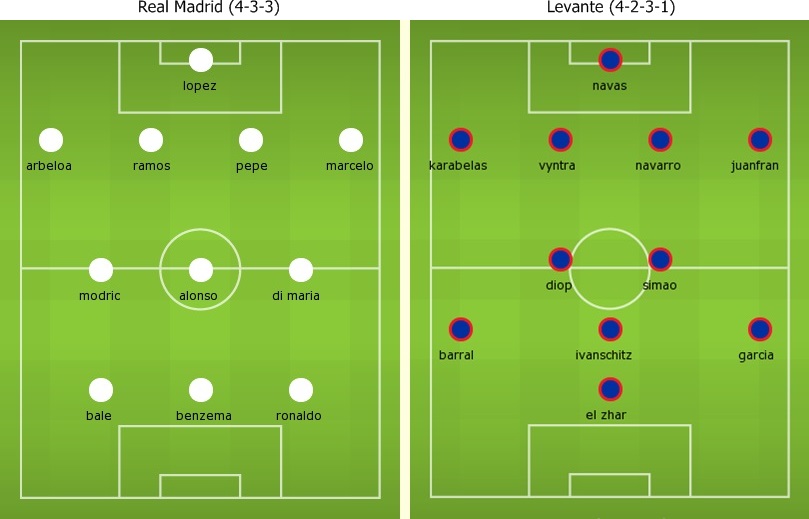 Real Madrid (4-3-3)
lopez
arbeloa ramos pepe marcelo
modric alonso di maria
bale benzema ronaldo
Levante (4-2-3-1)
navas
karabelas vyntra navarro juanfran
diop simao
barral ivanschitz garcia
el zhar